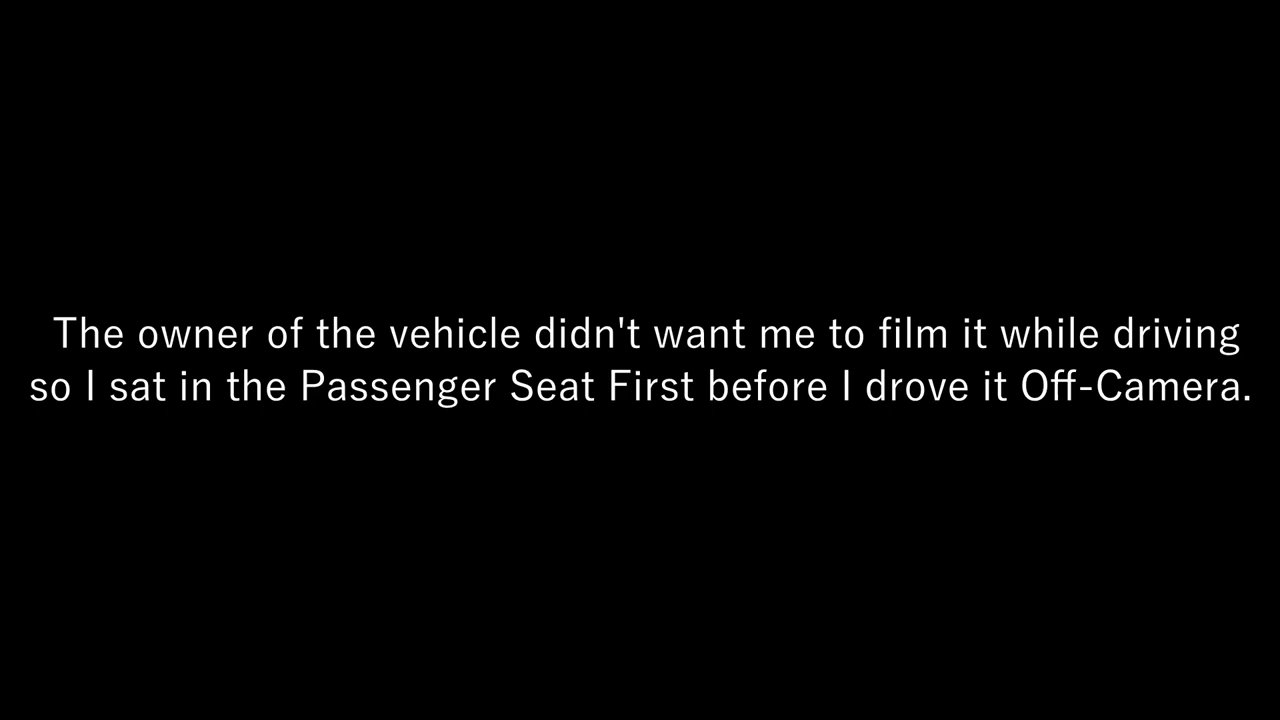 The owner of the vehicle didn't want me to film it while driving
so I sat in the Passenger Seat First before I drove it Off-Camera.